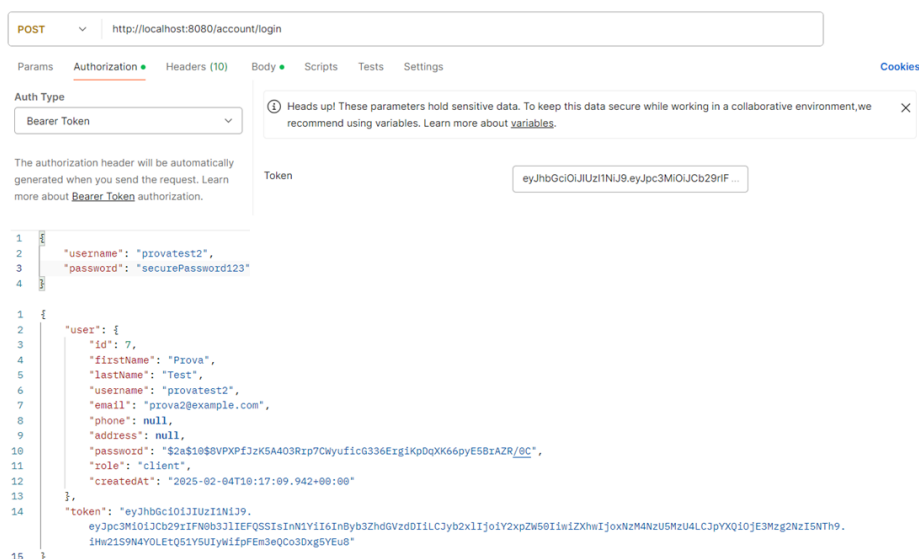 POST http://localhost:8080/account/login
Params Authorization Headers (10) Body Scripts Tests Settings Cookies
Auth Type
Bearer Token
Heads up! These parameters hold sensitive data. To keep this data secure while working in a collaborative environment,we
recommend using variables. Learn more about variables.
The authorization header will be automatically
generated when you send the request. Learn
more about Bearer Token authorization.
Token eyJhbGciOiJIUzI1NiJ9.eyJpc3MiOiJCb29rIF ...
1 {
2 "username": "provatest2",
3 "password": "securePassword123"
4 }
1 {
2 "user": {
3 "id": 7,
4 "firstName": "Prova",
5 "lastName": "Test",
6 "username": "provatest2",
7 "email": "prova2@example.com",
8 "phone": null,
9 "address": null,
10 "password": "$2a$10$8VPXPfJzK5A4O3Rrp7CWyuficG336ErgiKpDqXK66pyE5BrAZR/0C",
11 "role": "client",
12 "createdAt": "2025-02-04T10:17:09.942+00:00"
13 },
14 "token": "eyJhbGciOiJIUzI1NiJ9.
eyJpc3MiOiJCb29rIFN0b3JlIEFQSSIsInN1YiI6InByb3ZhdGVzdDIiLCJyb2xlIjoiY2xpZW50IiwiZXhwIjoxNzM4NzU5MzU4LCJpYXQiOjE3Mzg2NzI5NTh9.
iHw21S9N4YOLEtQ51Y5UIyWifpFEm3eQCo3Dxg5YEu8"
15 }